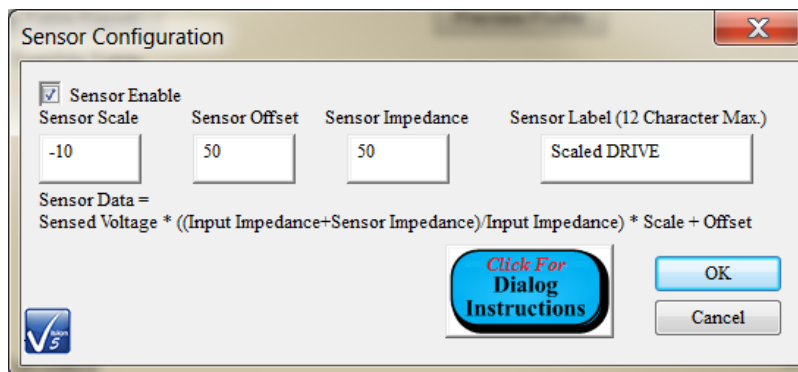 Sensor Configuration
Sensor Enable
Sensor Scale Sensor Offset Sensor Impedance Sensor Label (12 Character Max.)
-10 50 50 Scaled DRIVE
Sensor Data =
Sensed Voltage * ((Input Impedance+Sensor Impedance)/Input Impedance) * Scale + Offset
Click For
Dialog
Instructions
OK
Cancel
Vision
5